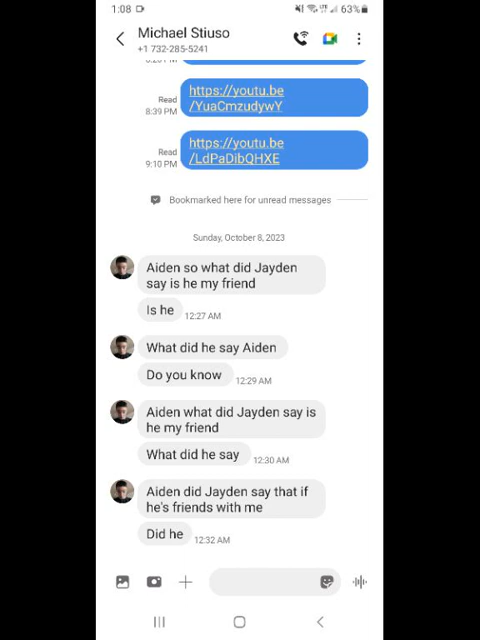 1:08 LTE 63%
Michael Stiuso
+1 732-285-5241
https://youtu.be
/YuaCmzudywY
Read
8:39 PM
https://youtu.be
/LdPaDibQHXE
Read
9:10 PM
Bookmarked here for unread messages
Sunday, October 8, 2023
Aiden so what did Jayden
say is he my friend
Is he
12:27 AM
What did he say Aiden
Do you know
12:29 AM
Aiden what did Jayden say is
he my friend
What did he say
12:30 AM
Aiden did Jayden say that if
he's friends with me
Did he
12:32 AM